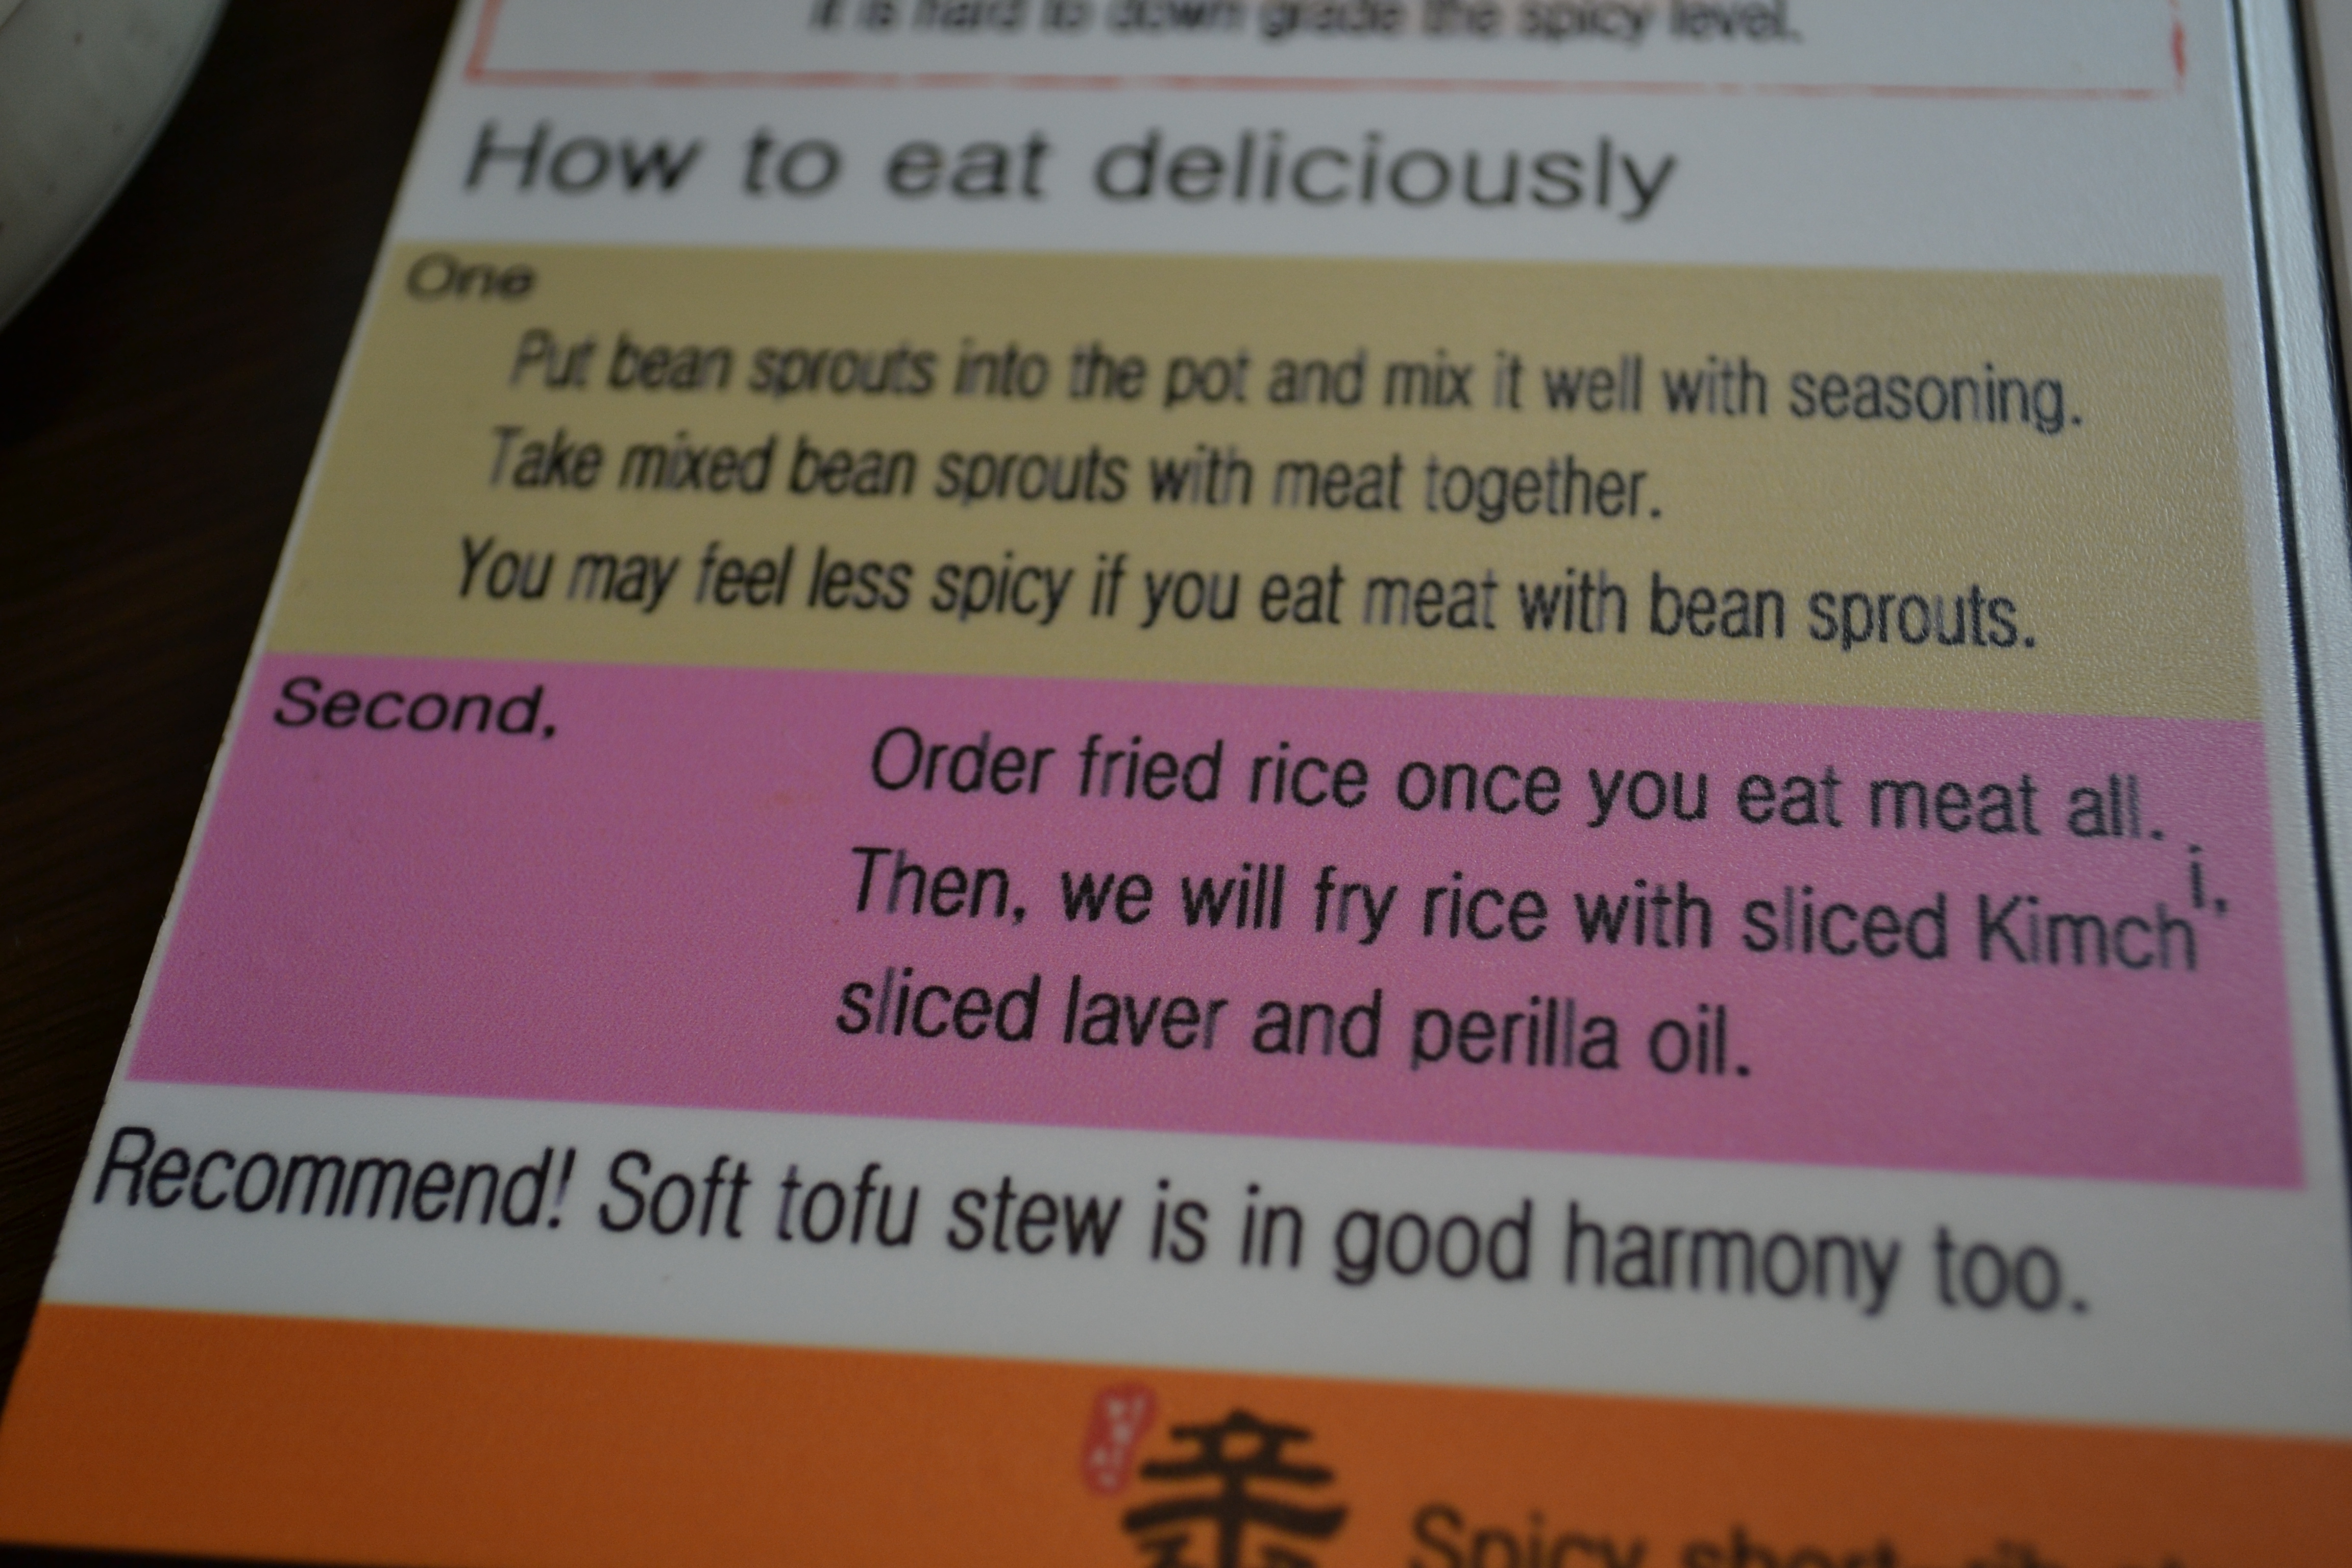 It is hard to down grade the spicy level.
How to eat deliciously
One
Put bean sprouts into the pot and mix it well with seasoning.
Take mixed bean sprouts with meat together.
You may feel less spicy if you eat meat with bean sprouts.
Second,
Order fried rice once you eat meat all.
Then, we will fry rice with sliced Kimchi,
sliced laver and perilla oil.
Recommend! Soft tofu stew is in good harmony too.
Spicy short